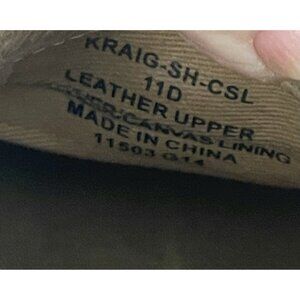 KRAIG-SH-CSL
11D
LEATHER UPPER
CANVAS LINING
MADE IN CHINA
11503 G14